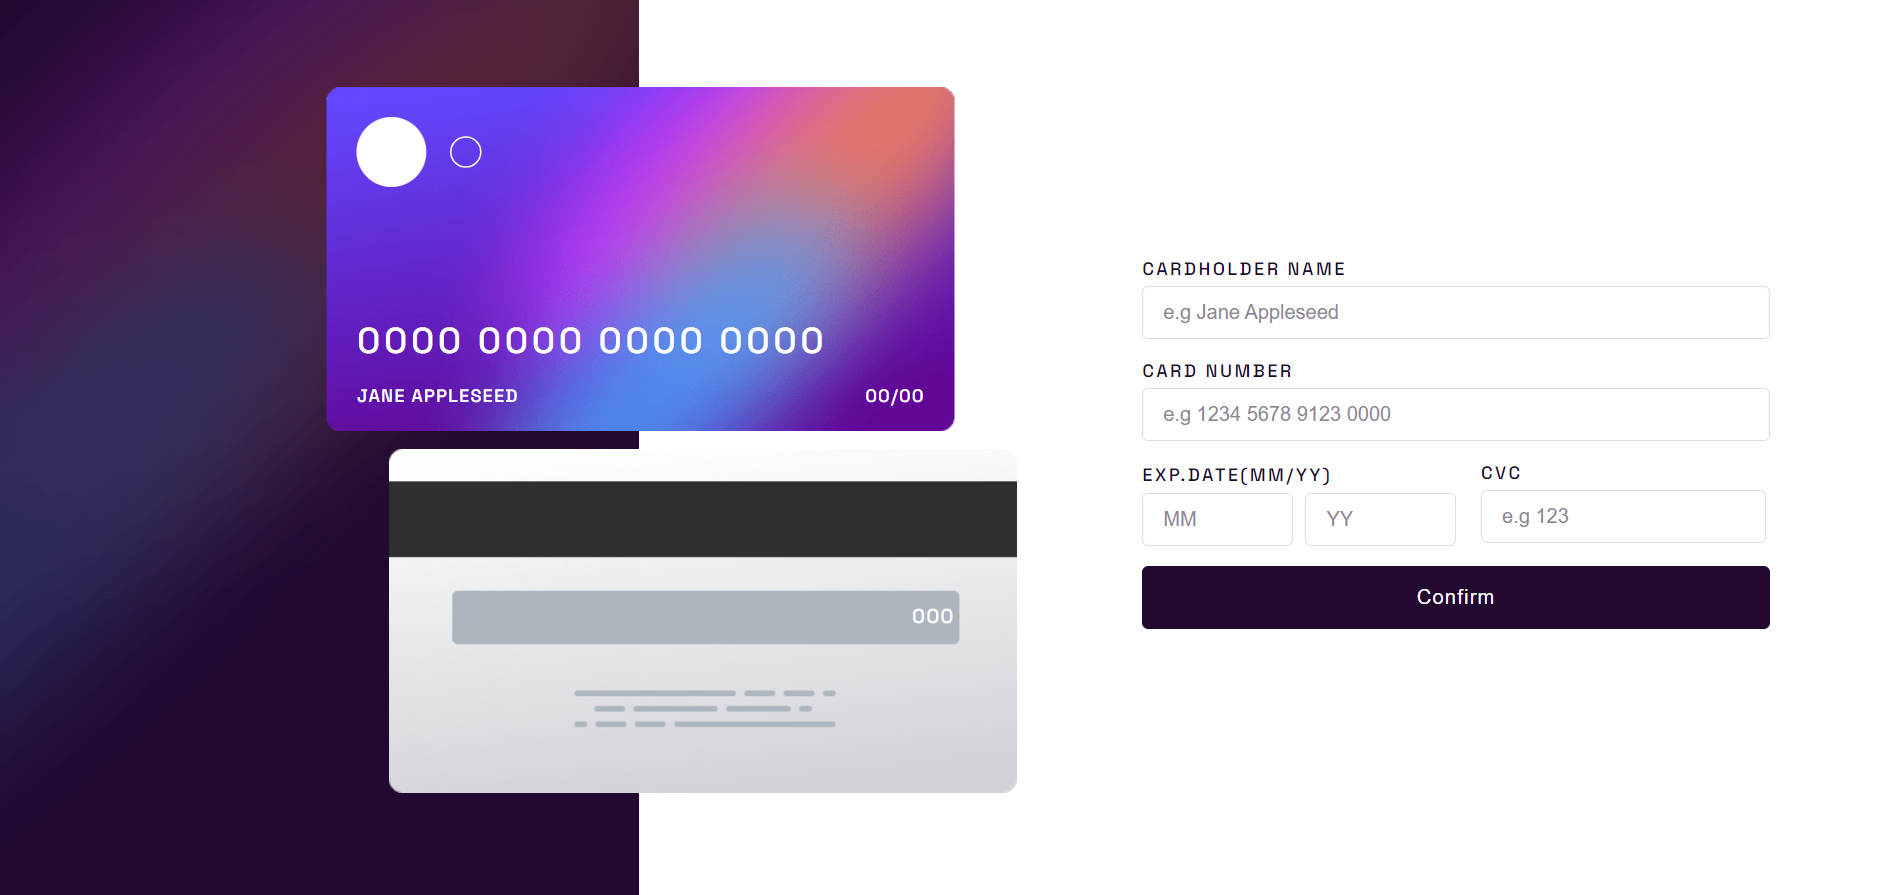 0000 0000 0000 0000
JANE APPLESEED 00/00
000
CARDHOLDER NAME
e.g Jane Appleseed
CARD NUMBER
e.g 1234 5678 9123 0000
EXP.DATE(MM/YY) CVC
MM YY e.g 123
Confirm